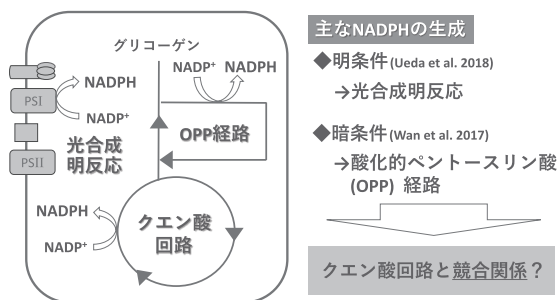 グリコーゲン
NADP⁺ NADPH
NADPH
PSI
NADP⁺
OPP経路
光合成
明反応
PSII
NADPH
NADP⁺
クエン酸
回路
主なNADPHの生成
◆明条件(Ueda et al. 2018)
→光合成明反応
◆暗条件(Wan et al. 2017)
→酸化的ペントースリン酸
(OPP) 経路
クエン酸回路と競合関係？